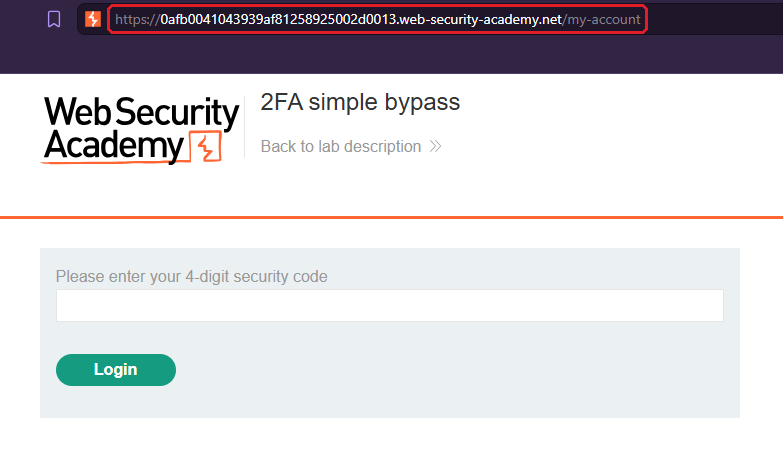 https://0afb0041043939af81258925002d0013.web-security-academy.net/my-account
Web Security
Academy
2FA simple bypass
Back to lab description
Please enter your 4-digit security code
Login